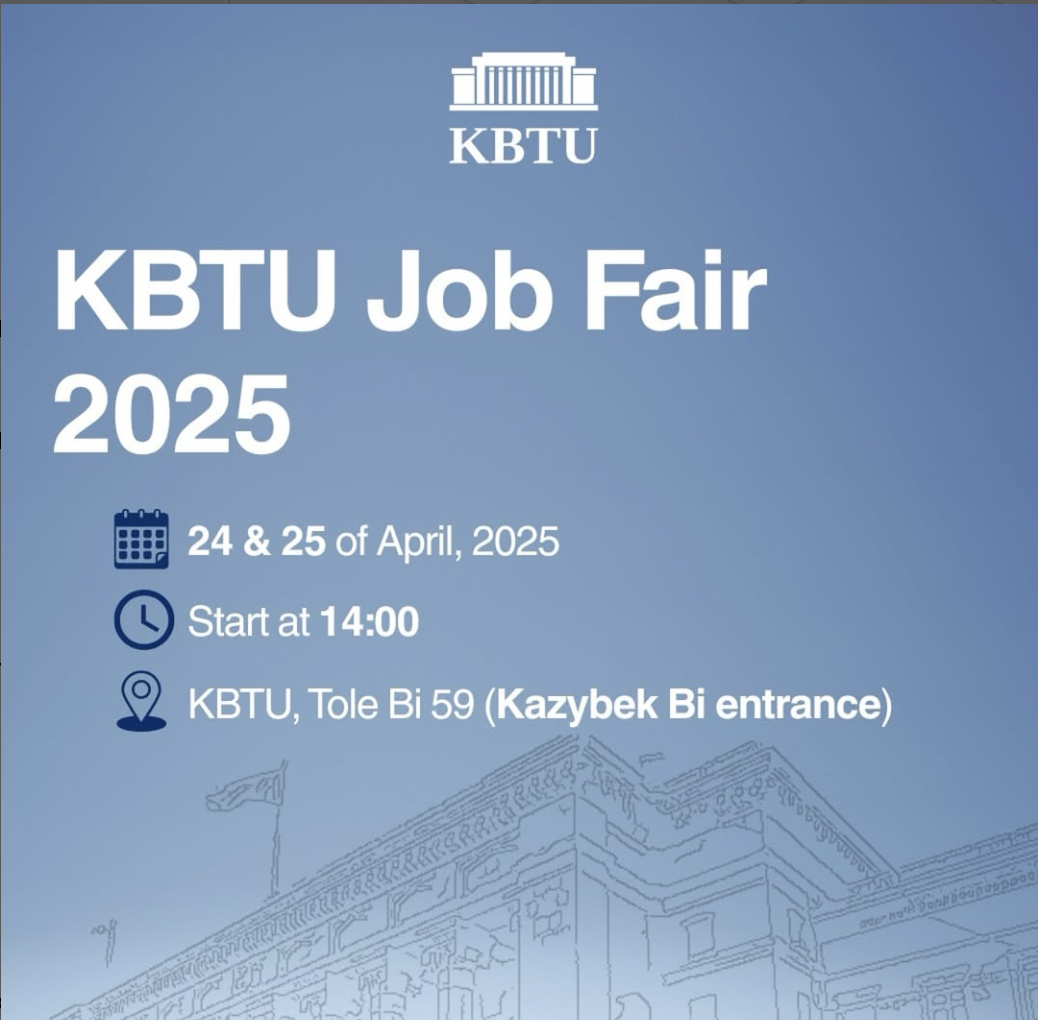 KBTU
KBTU Job Fair
2025
24 & 25 of April, 2025
Start at 14:00
KBTU, Tole Bi 59 (Kazybek Bi entrance)